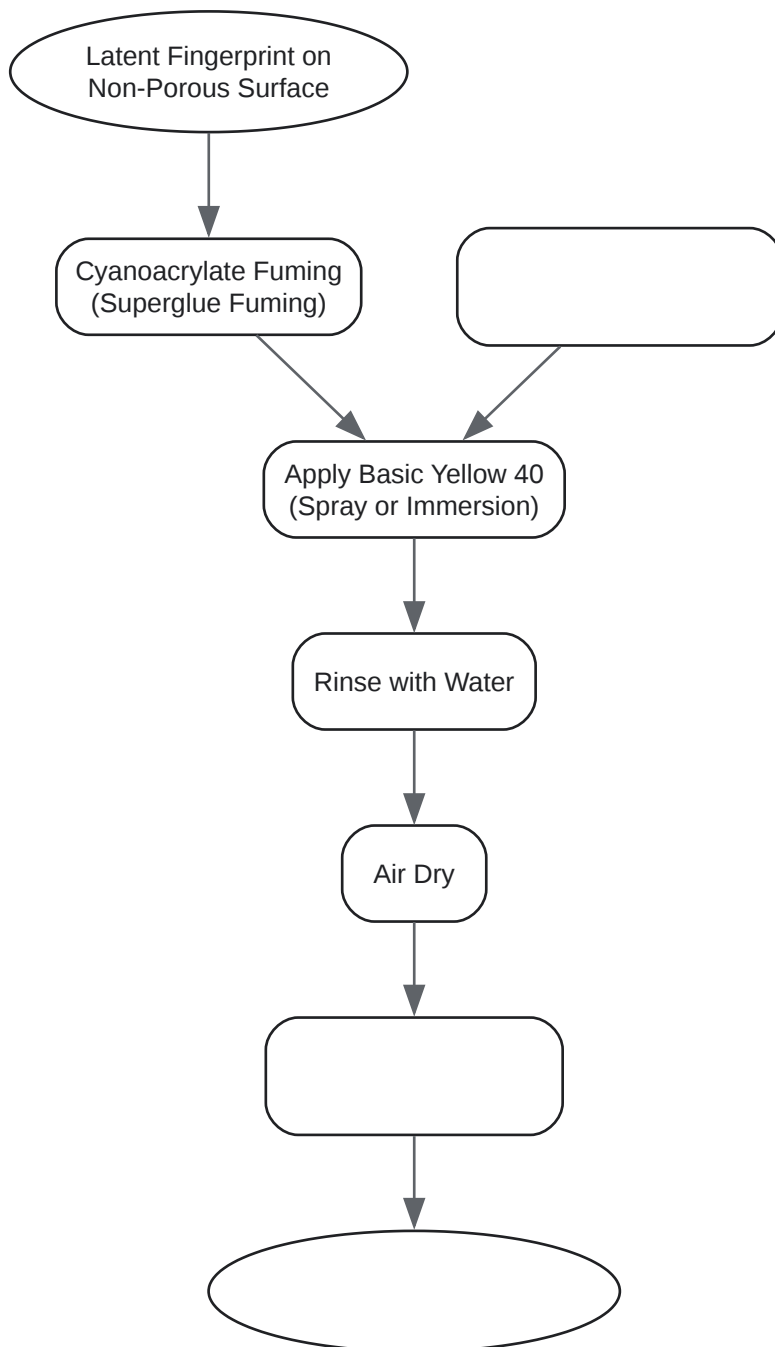 Latent Fingerprint on
Non-Porous Surface
Cyanoacrylate Fuming
(Superglue Fuming)
Apply Basic Yellow 40
(Spray or Immersion)
Rinse with Water
Air Dry